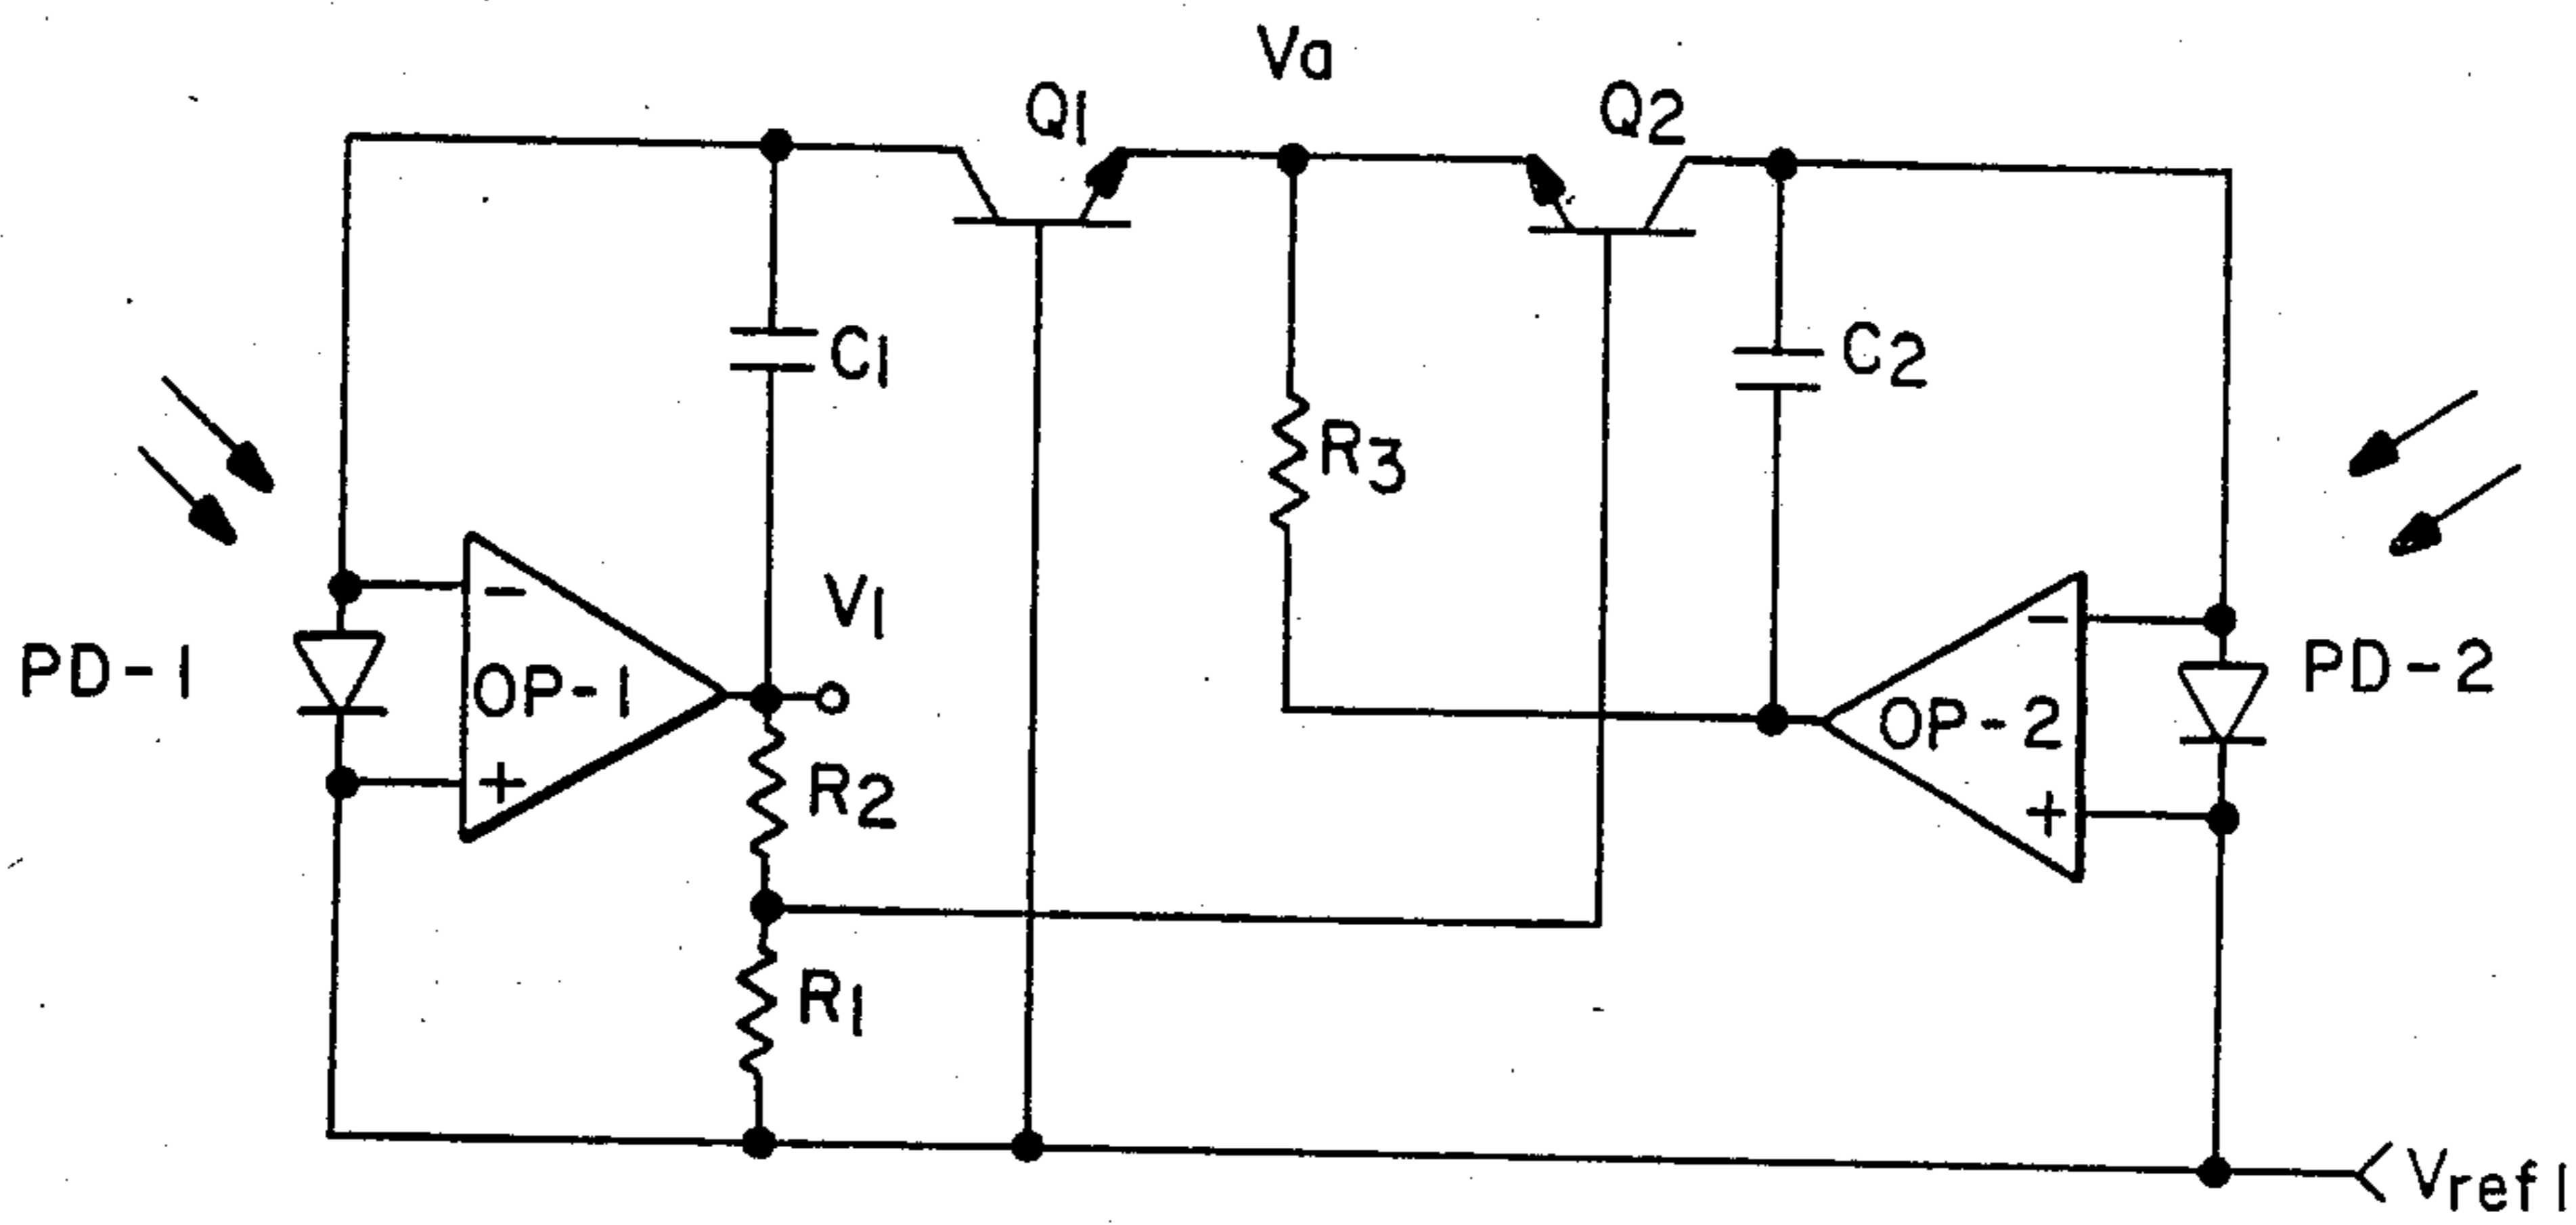 Va
Q1
Q2
C1
C2
R3
V1
PD-1
-
OP-1
+
R2
-
OP-2
+
PD-2
R1
Vref1